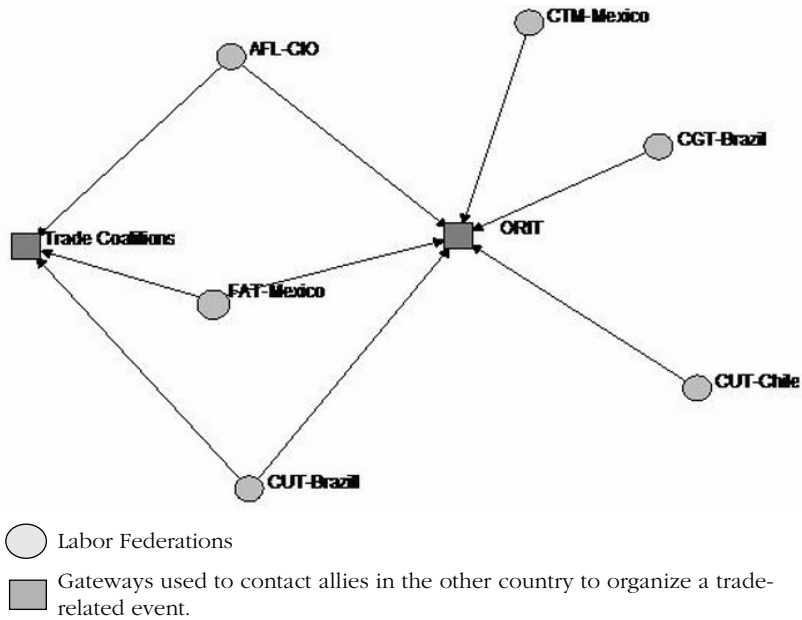 CTM-Mexico
AFL-CIO
CGT-Brazil
ORIT
Trade Coalitions
FAT-Mexico
CUT-Chile
CUT-Brazil
Labor Federations
Gateways used to contact allies in the other country to organize a trade-
related event.